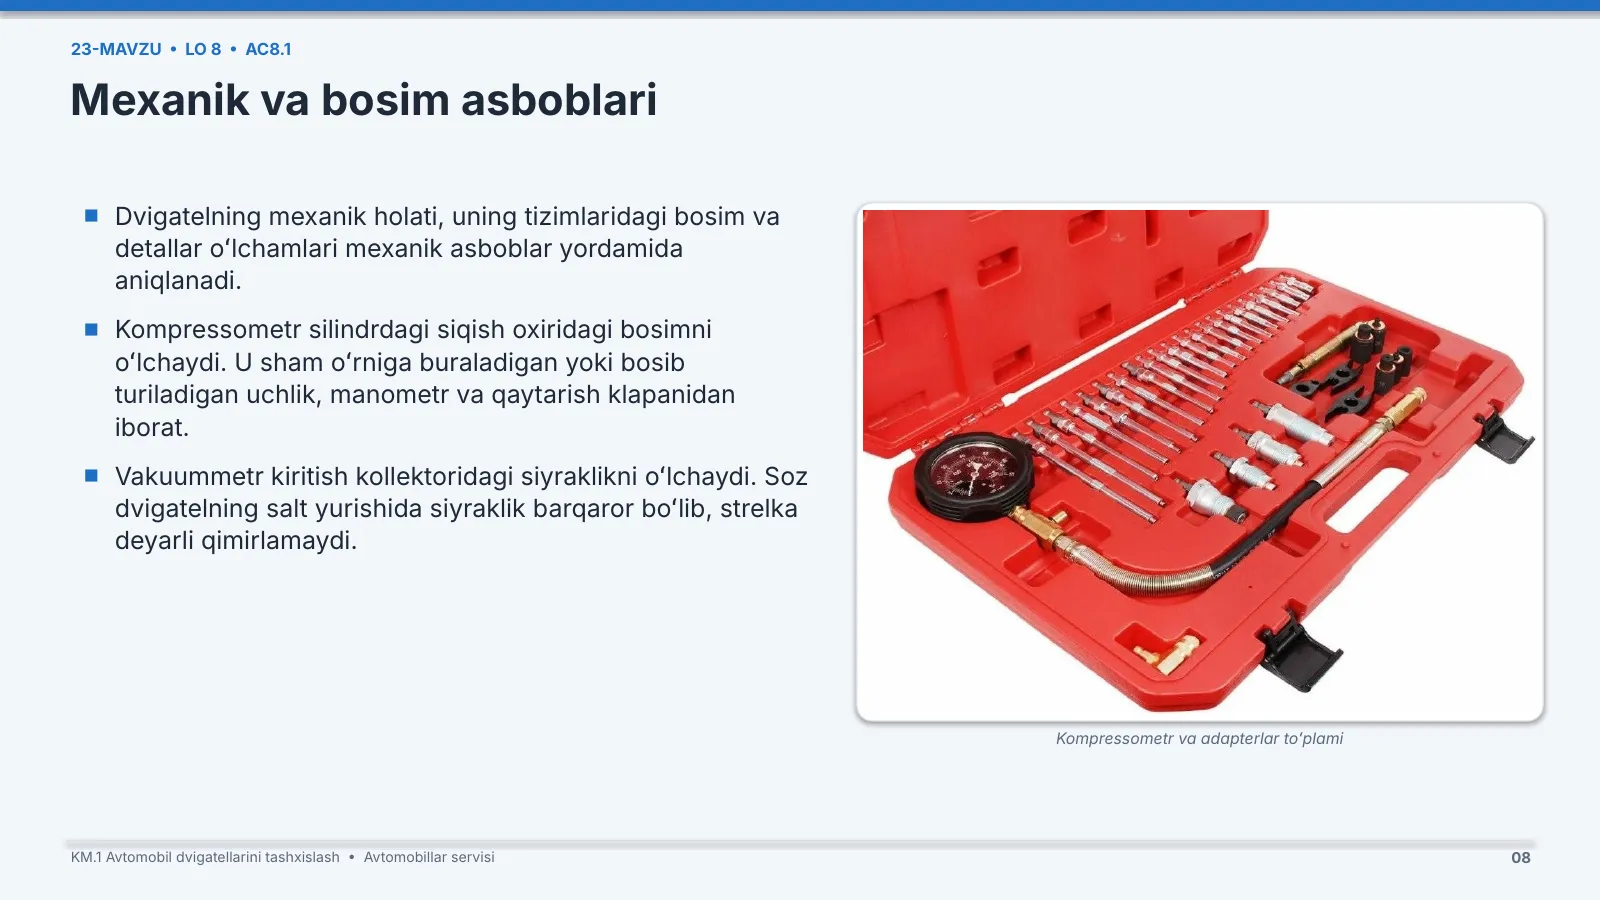 23-MAVZU • LO 8 • AC8.1
Mexanik va bosim asboblari
Dvigatelning mexanik holati, uning tizimlaridagi bosim va
detallar oʻlchamlari mexanik asboblar yordamida
aniqlanadi.
Kompressometr silindrdagi siqish oxiridagi bosimni
oʻlchaydi. U sham oʻrniga buraladigan yoki bosib
turiladigan uchlik, manometr va qaytarish klapanidan
iborat.
Vakuummetr kiritish kollektoridagi siyraklikni oʻlchaydi. Soz
dvigatelning salt yurishida siyraklik barqaror boʻlib, strelka
deyarli qimirlamaydi.
Kompressometr va adapterlar toʻplami
KM.1 Avtomobil dvigatellarini tashxislash • Avtomobillar servisi
08